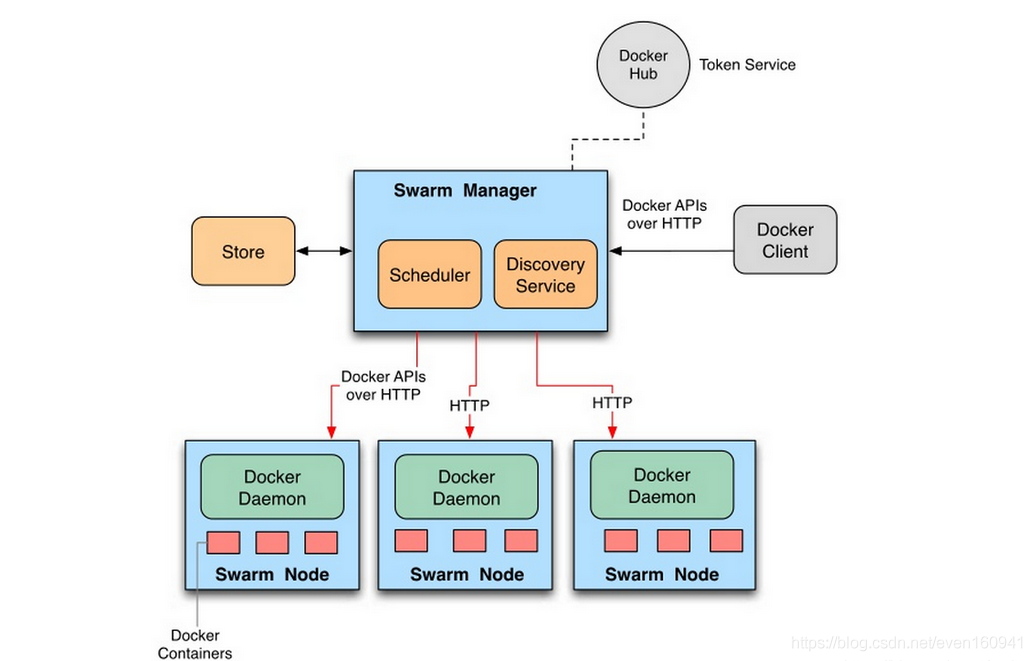 Docker
Hub
Token Service
Swarm Manager
Docker APIs
over HTTP
Docker
Client
Store
Scheduler
Discovery
Service
Docker APIs
over HTTP
HTTP
HTTP
Docker
Daemon
Docker
Daemon
Docker
Daemon
Swarm Node
Swarm Node
Swarm Node
Docker
Containers
https://blog.csdn.net/even160941